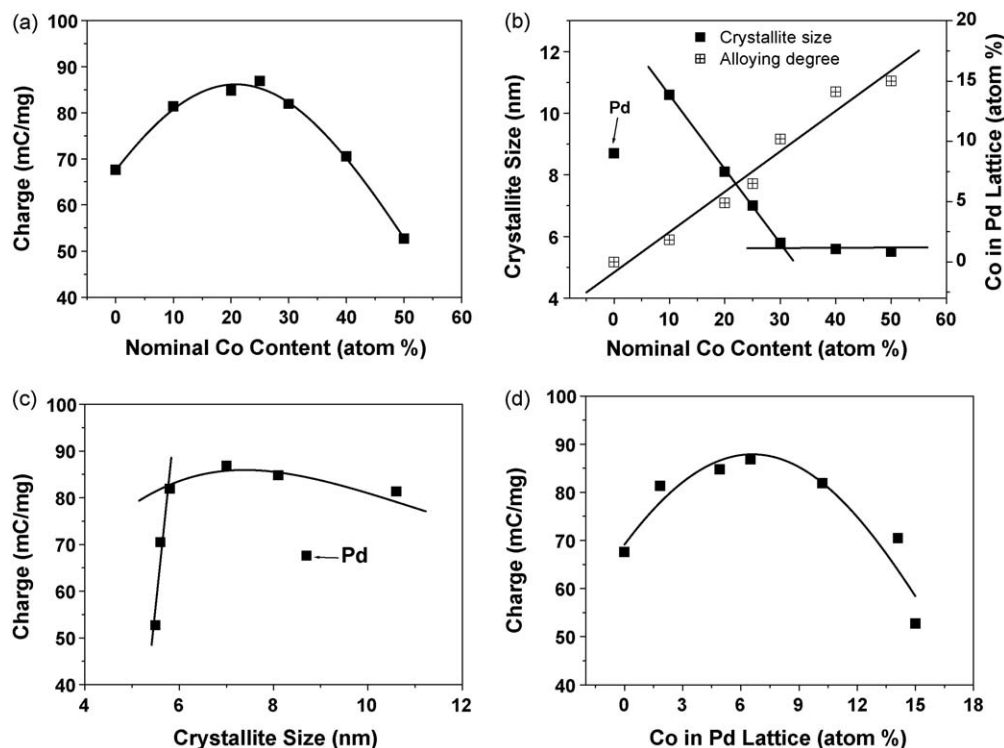 (a)
100
90
80
70
60
50
40
Charge (mC/mg)
0 10 20 30 40 50 60
Nominal Co Content (atom %)
(b)
12
10
8
6
4
Crystallite Size (nm)
Crystallite size
Alloying degree
Pd
20
15
10
5
0
Co in Pd Lattice (atom %)
0 10 20 30 40 50 60
Nominal Co Content (atom %)
(c)
100
90
80
70
60
50
40
Charge (mC/mg)
Pd
4 6 8 10 12
Crystallite Size (nm)
(d)
100
90
80
70
60
50
40
Charge (mC/mg)
0 3 6 9 12 15 18
Co in Pd Lattice (atom %)